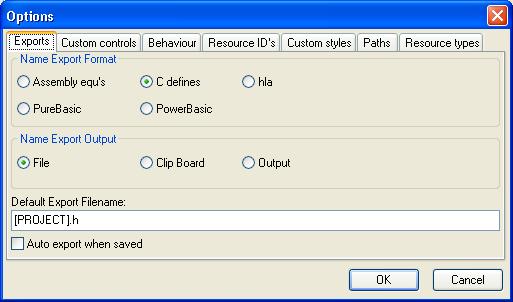 Options
Exports Custom controls Behaviour Resource ID's Custom styles Paths Resource types
Name Export Format
Assembly equ's C defines hla
PureBasic PowerBasic
Name Export Output
File Clip Board Output
Default Export Filename:
[PROJECT].h
Auto export when saved
OK Cancel